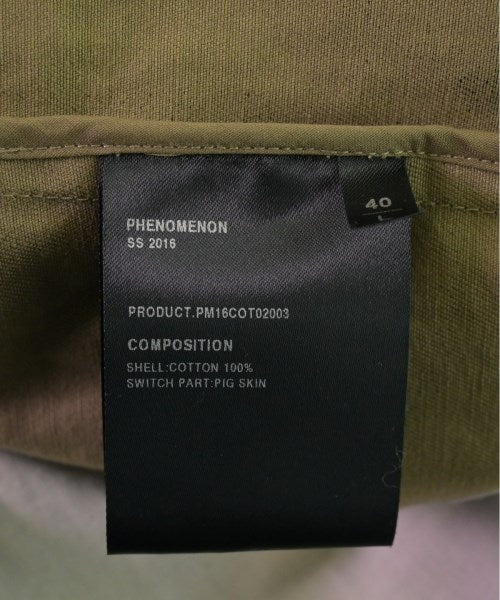 40
L
PHENOMENON
SS 2016
PRODUCT.PM16COT02003
COMPOSITION
SHELL:COTTON 100%
SWITCH PART:PIG SKIN